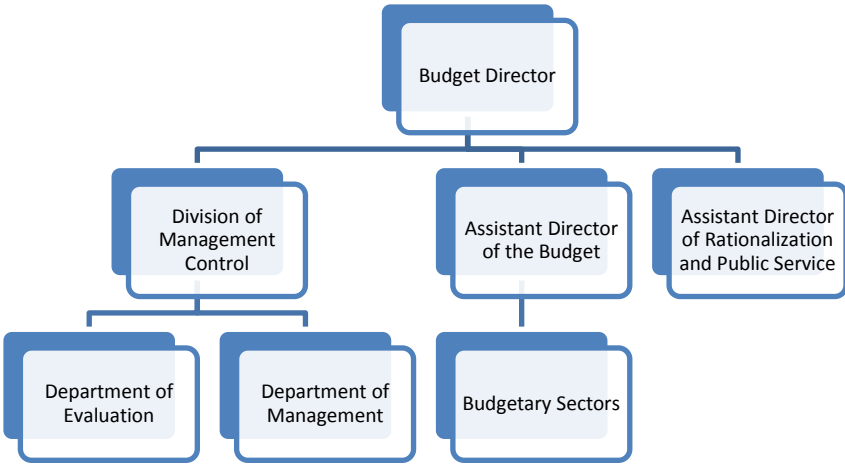 Budget Director
Division of
Management
Control
Assistant Director
of the Budget
Assistant Director
of Rationalization
and Public Service
Department of
Evaluation
Department of
Management
Budgetary Sectors